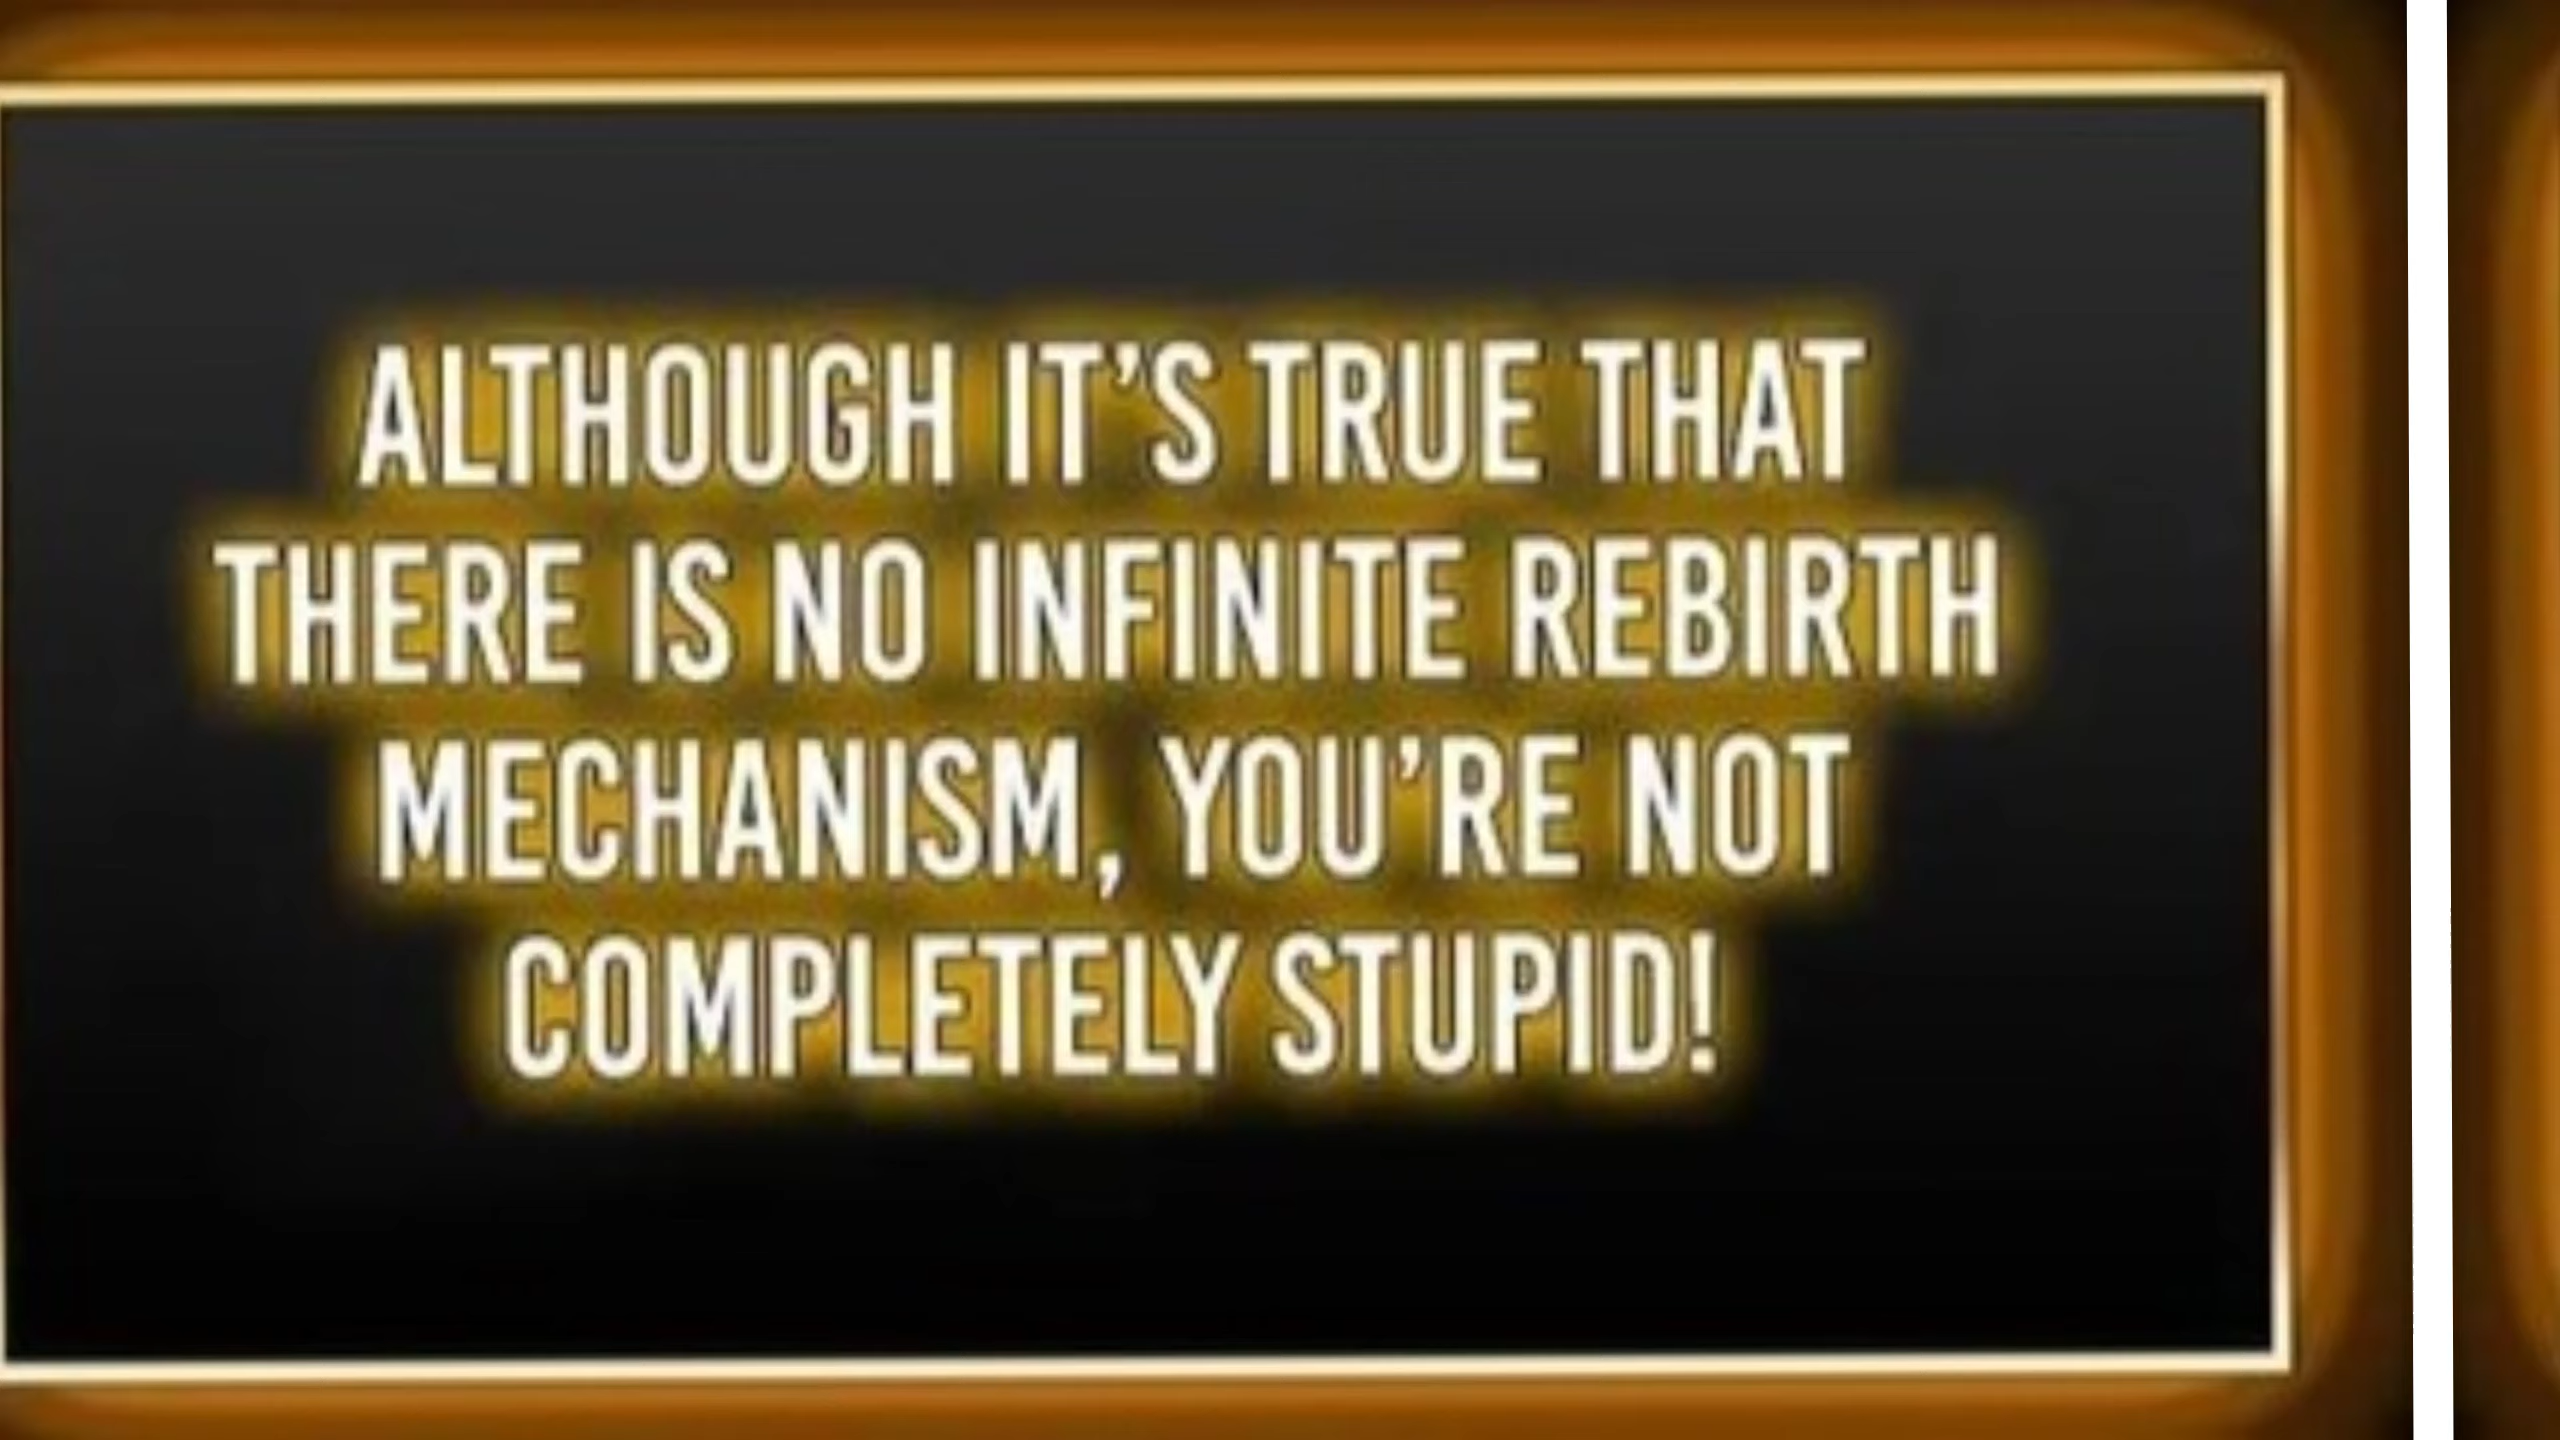 ALTHOUGH IT’S TRUE THAT
THERE IS NO INFINITE REBIRTH
MECHANISM, YOU’RE NOT
COMPLETELY STUPID!